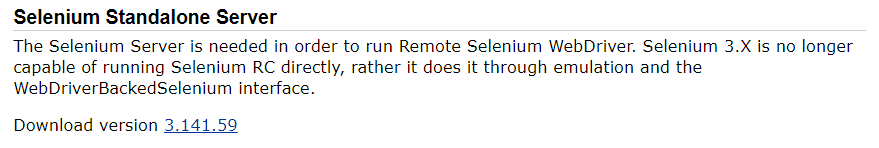 Selenium Standalone Server
The Selenium Server is needed in order to run Remote Selenium WebDriver. Selenium 3.X is no longer
capable of running Selenium RC directly, rather it does it through emulation and the
WebDriverBackedSelenium interface.
Download version 3.141.59